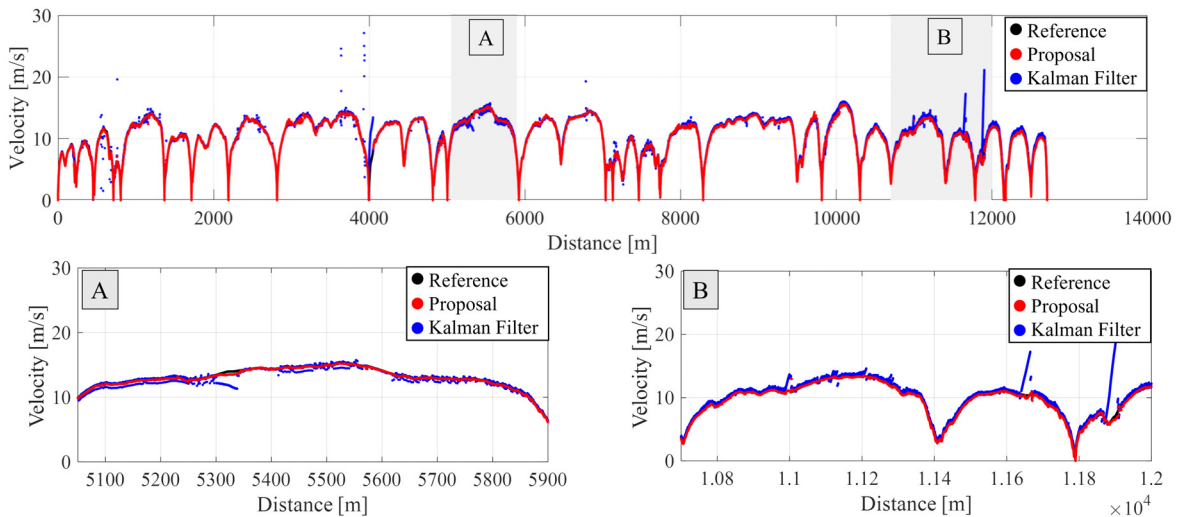 30
20
10
0
Velocity [m/s]
A
B
Reference
Proposal
Kalman Filter
0 2000 4000 6000 8000 10000 12000 14000
Distance [m]
30
20
10
0
Velocity [m/s]
A
Reference
Proposal
Kalman Filter
5100 5200 5300 5400 5500 5600 5700 5800 5900
Distance [m]
30
20
10
0
Velocity [m/s]
B
Reference
Proposal
Kalman Filter
1.08 1.1 1.12 1.14 1.16 1.18 1.2
Distance [m]
×10⁴